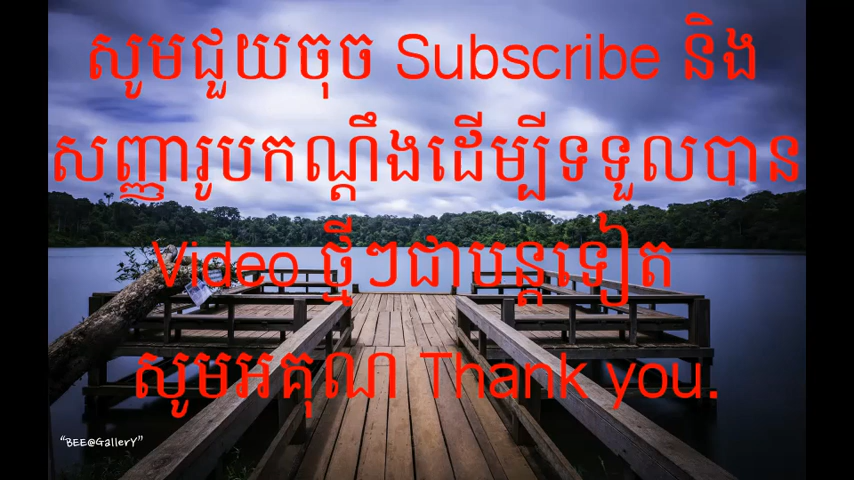 សូមជួយចុច Subscribe និង
សញ្ញារូបកណ្ដឹងដើម្បីទទួលបាន
Video ថ្មីៗជាបន្តទៀត
សូមអគុណ Thank you.
“BEE@GallerY”